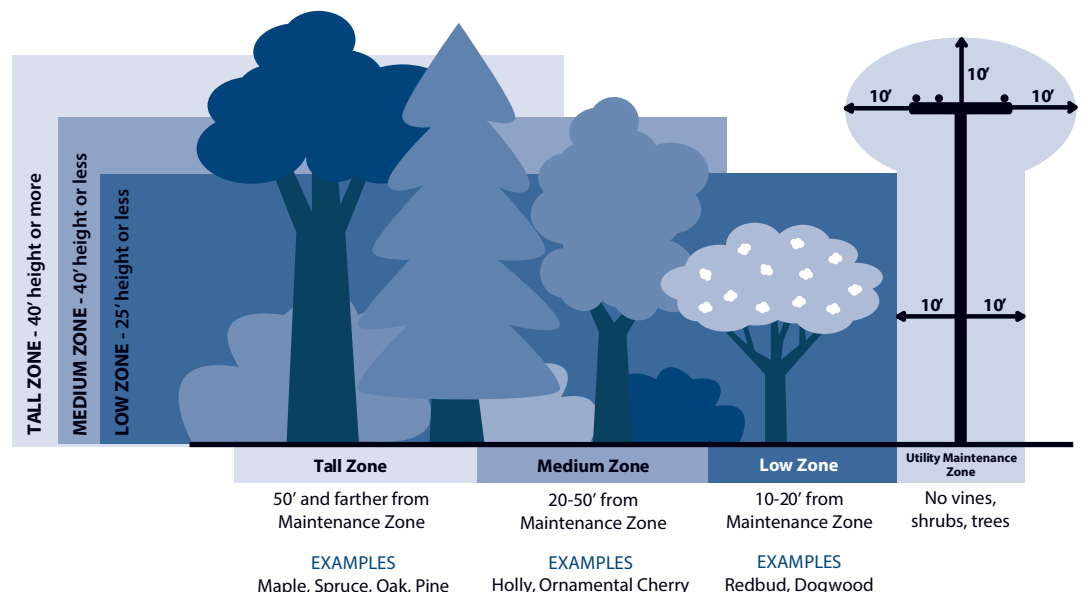 TALL ZONE - 40’ height or more
MEDIUM ZONE - 40’ height or less
LOW ZONE - 25’ height or less
10’
10’
10’
10’
10’
Tall Zone
50’ and farther from
Maintenance Zone
EXAMPLES
Maple, Spruce, Oak, Pine
Medium Zone
20-50’ from
Maintenance Zone
EXAMPLES
Holly, Ornamental Cherry
Low Zone
10-20’ from
Maintenance Zone
EXAMPLES
Redbud, Dogwood
Utility Maintenance
Zone
No vines,
shrubs, trees